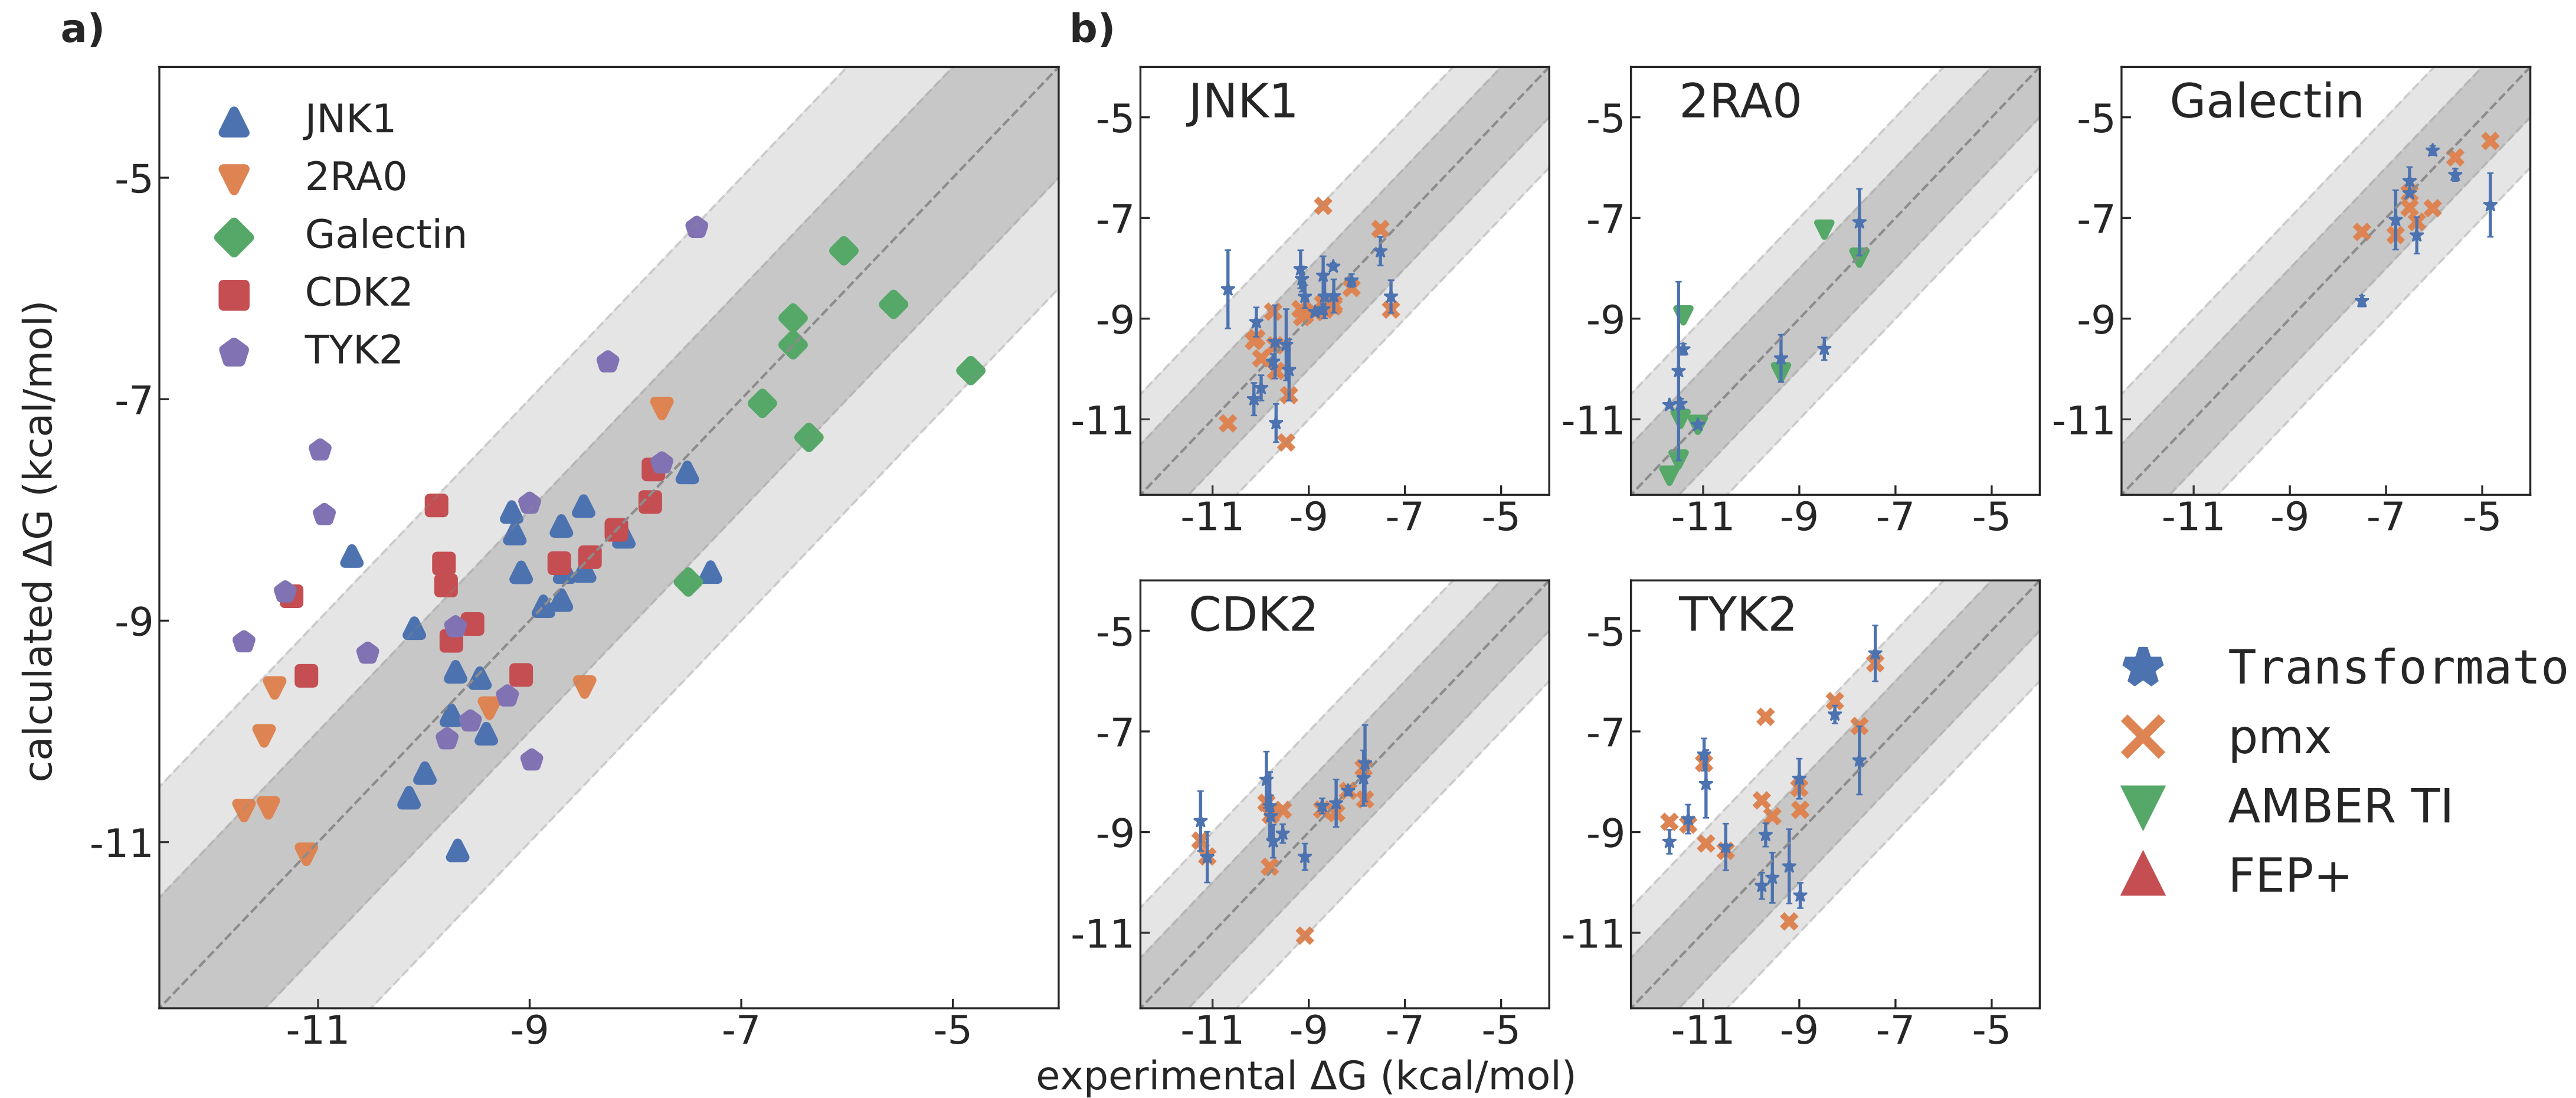 a)
JNK1
2RA0
Galectin
CDK2
TYK2
-5
-7
-9
-11
-11
-9
-7
-5
calculated ΔG (kcal/mol)
b)
JNK1
-5
-7
-9
-11
-11
-9
-7
-5
2RA0
-5
-7
-9
-11
-11
-9
-7
-5
Galectin
-5
-7
-9
-11
-11
-9
-7
-5
CDK2
-5
-7
-9
-11
-11
-9
-7
-5
TYK2
-5
-7
-9
-11
-11
-9
-7
-5
Transformato
pmx
AMBER TI
FEP+
experimental ΔG (kcal/mol)